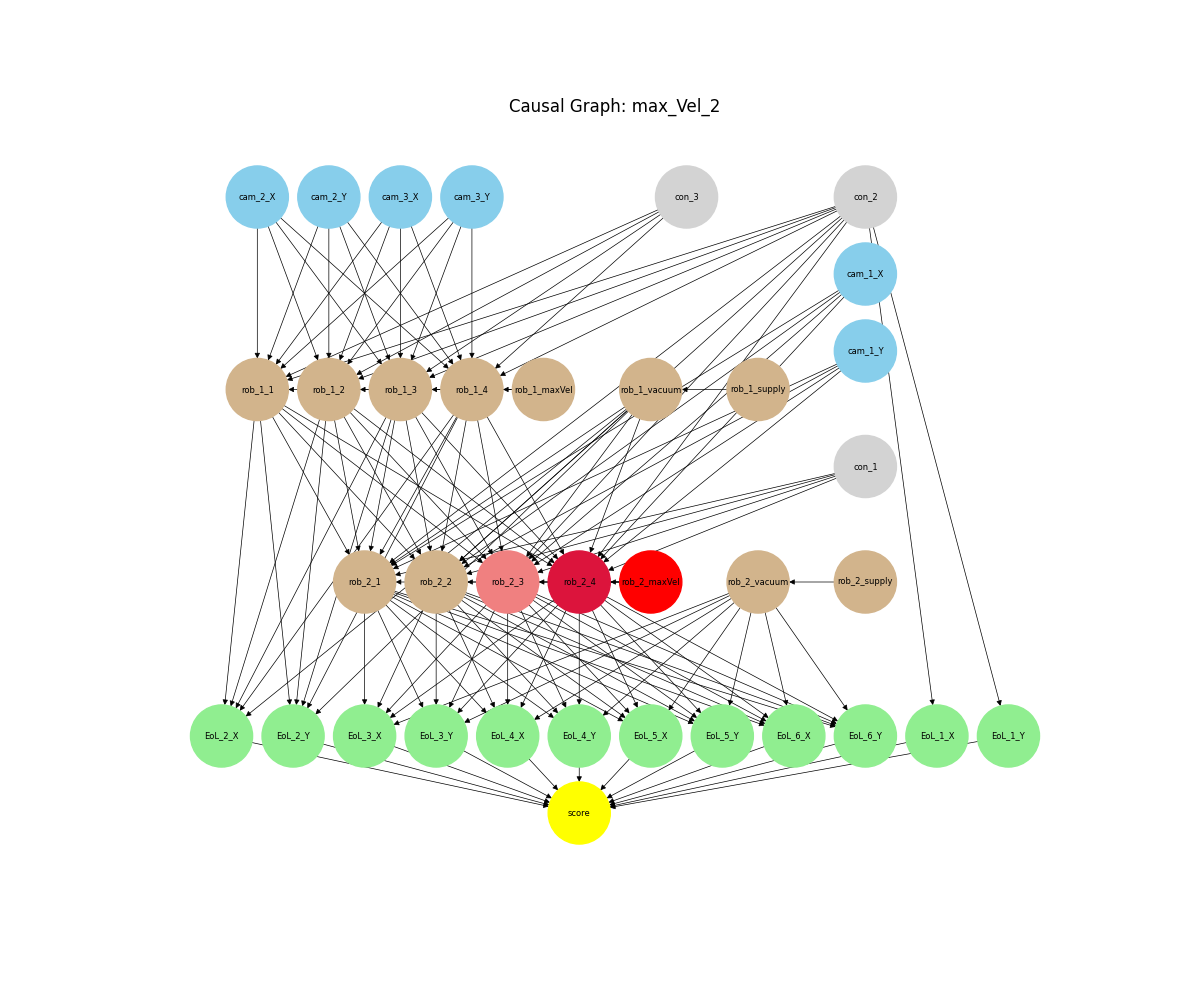 Causal Graph: max_Vel_2
cam_2_X cam_2_Y cam_3_X cam_3_Y con_3 con_2
cam_1_X
cam_1_Y
rob_1_1 rob_1_2 rob_1_3 rob_1_4 rob_1_maxVel rob_1_vacuum rob_1_supply
con_1
rob_2_1 rob_2_2 rob_2_3 rob_2_4 rob_2_maxVel rob_2_vacuum rob_2_supply
EoL_2_X EoL_2_Y EoL_3_X EoL_3_Y EoL_4_X EoL_4_Y EoL_5_X EoL_5_Y EoL_6_X EoL_6_Y EoL_1_X EoL_1_Y
score